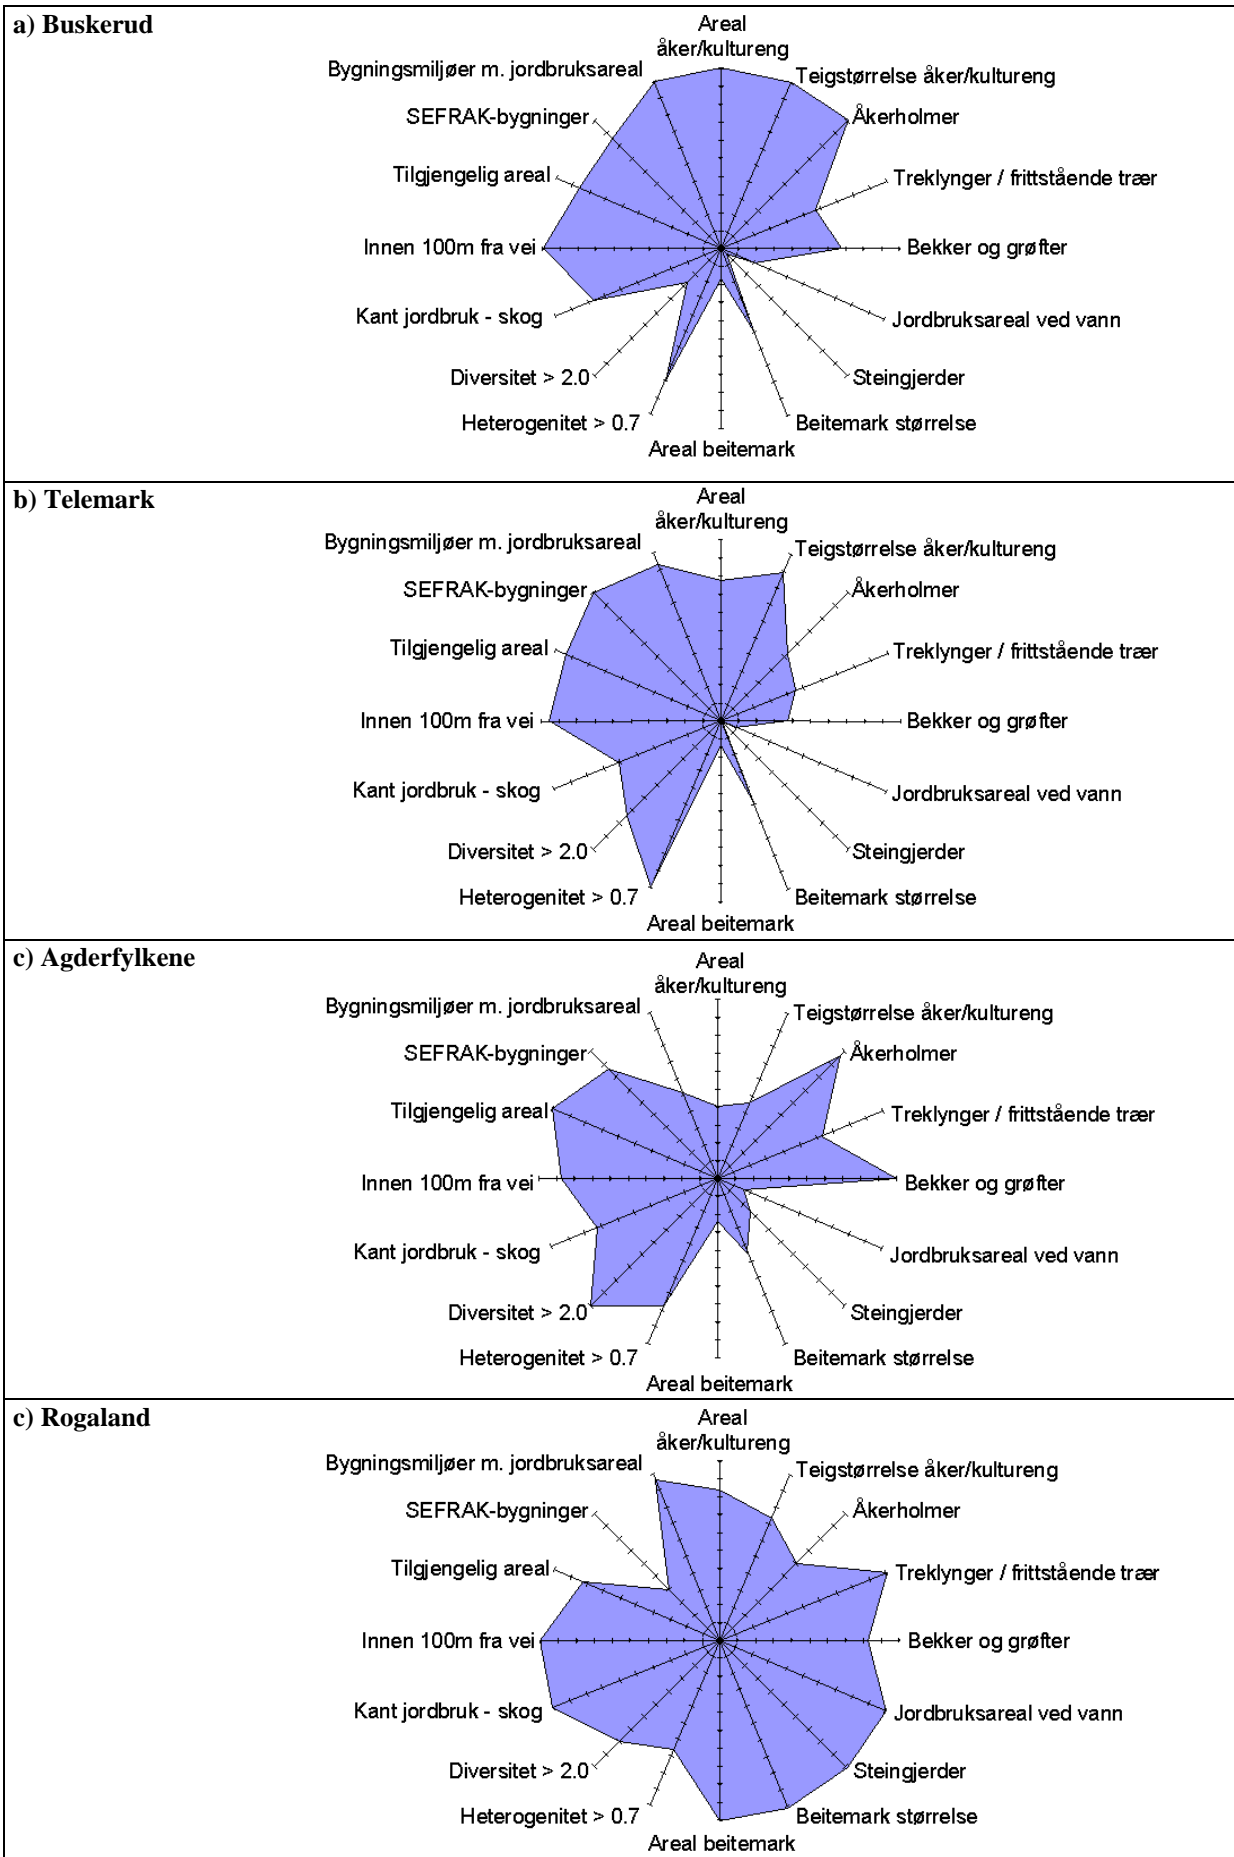 a) Buskerud
Areal
åker/kultureng
Bygningsmiljøer m. jordbruksareal
Teigstørrelse åker/kultureng
SEFRAK-bygninger
Åkerholmer
Tilgjengelig areal
Treklynger / frittstående trær
Innen 100m fra vei
Bekker og grøfter
Kant jordbruk - skog
Jordbruksareal ved vann
Diversitet > 2.0
Steingjerder
Heterogenitet > 0.7
Beitemark størrelse
Areal beitemark
b) Telemark
Areal
åker/kultureng
Bygningsmiljøer m. jordbruksareal
Teigstørrelse åker/kultureng
SEFRAK-bygninger
Åkerholmer
Tilgjengelig areal
Treklynger / frittstående trær
Innen 100m fra vei
Bekker og grøfter
Kant jordbruk - skog
Jordbruksareal ved vann
Diversitet > 2.0
Steingjerder
Heterogenitet > 0.7
Beitemark størrelse
Areal beitemark
c) Agderfylkene
Areal
åker/kultureng
Bygningsmiljøer m. jordbruksareal
Teigstørrelse åker/kultureng
SEFRAK-bygninger
Åkerholmer
Tilgjengelig areal
Treklynger / frittstående trær
Innen 100m fra vei
Bekker og grøfter
Kant jordbruk - skog
Jordbruksareal ved vann
Diversitet > 2.0
Steingjerder
Heterogenitet > 0.7
Beitemark størrelse
Areal beitemark
c) Rogaland
Areal
åker/kultureng
Bygningsmiljøer m. jordbruksareal
Teigstørrelse åker/kultureng
SEFRAK-bygninger
Åkerholmer
Tilgjengelig areal
Treklynger / frittstående trær
Innen 100m fra vei
Bekker og grøfter
Kant jordbruk - skog
Jordbruksareal ved vann
Diversitet > 2.0
Steingjerder
Heterogenitet > 0.7
Beitemark størrelse
Areal beitemark